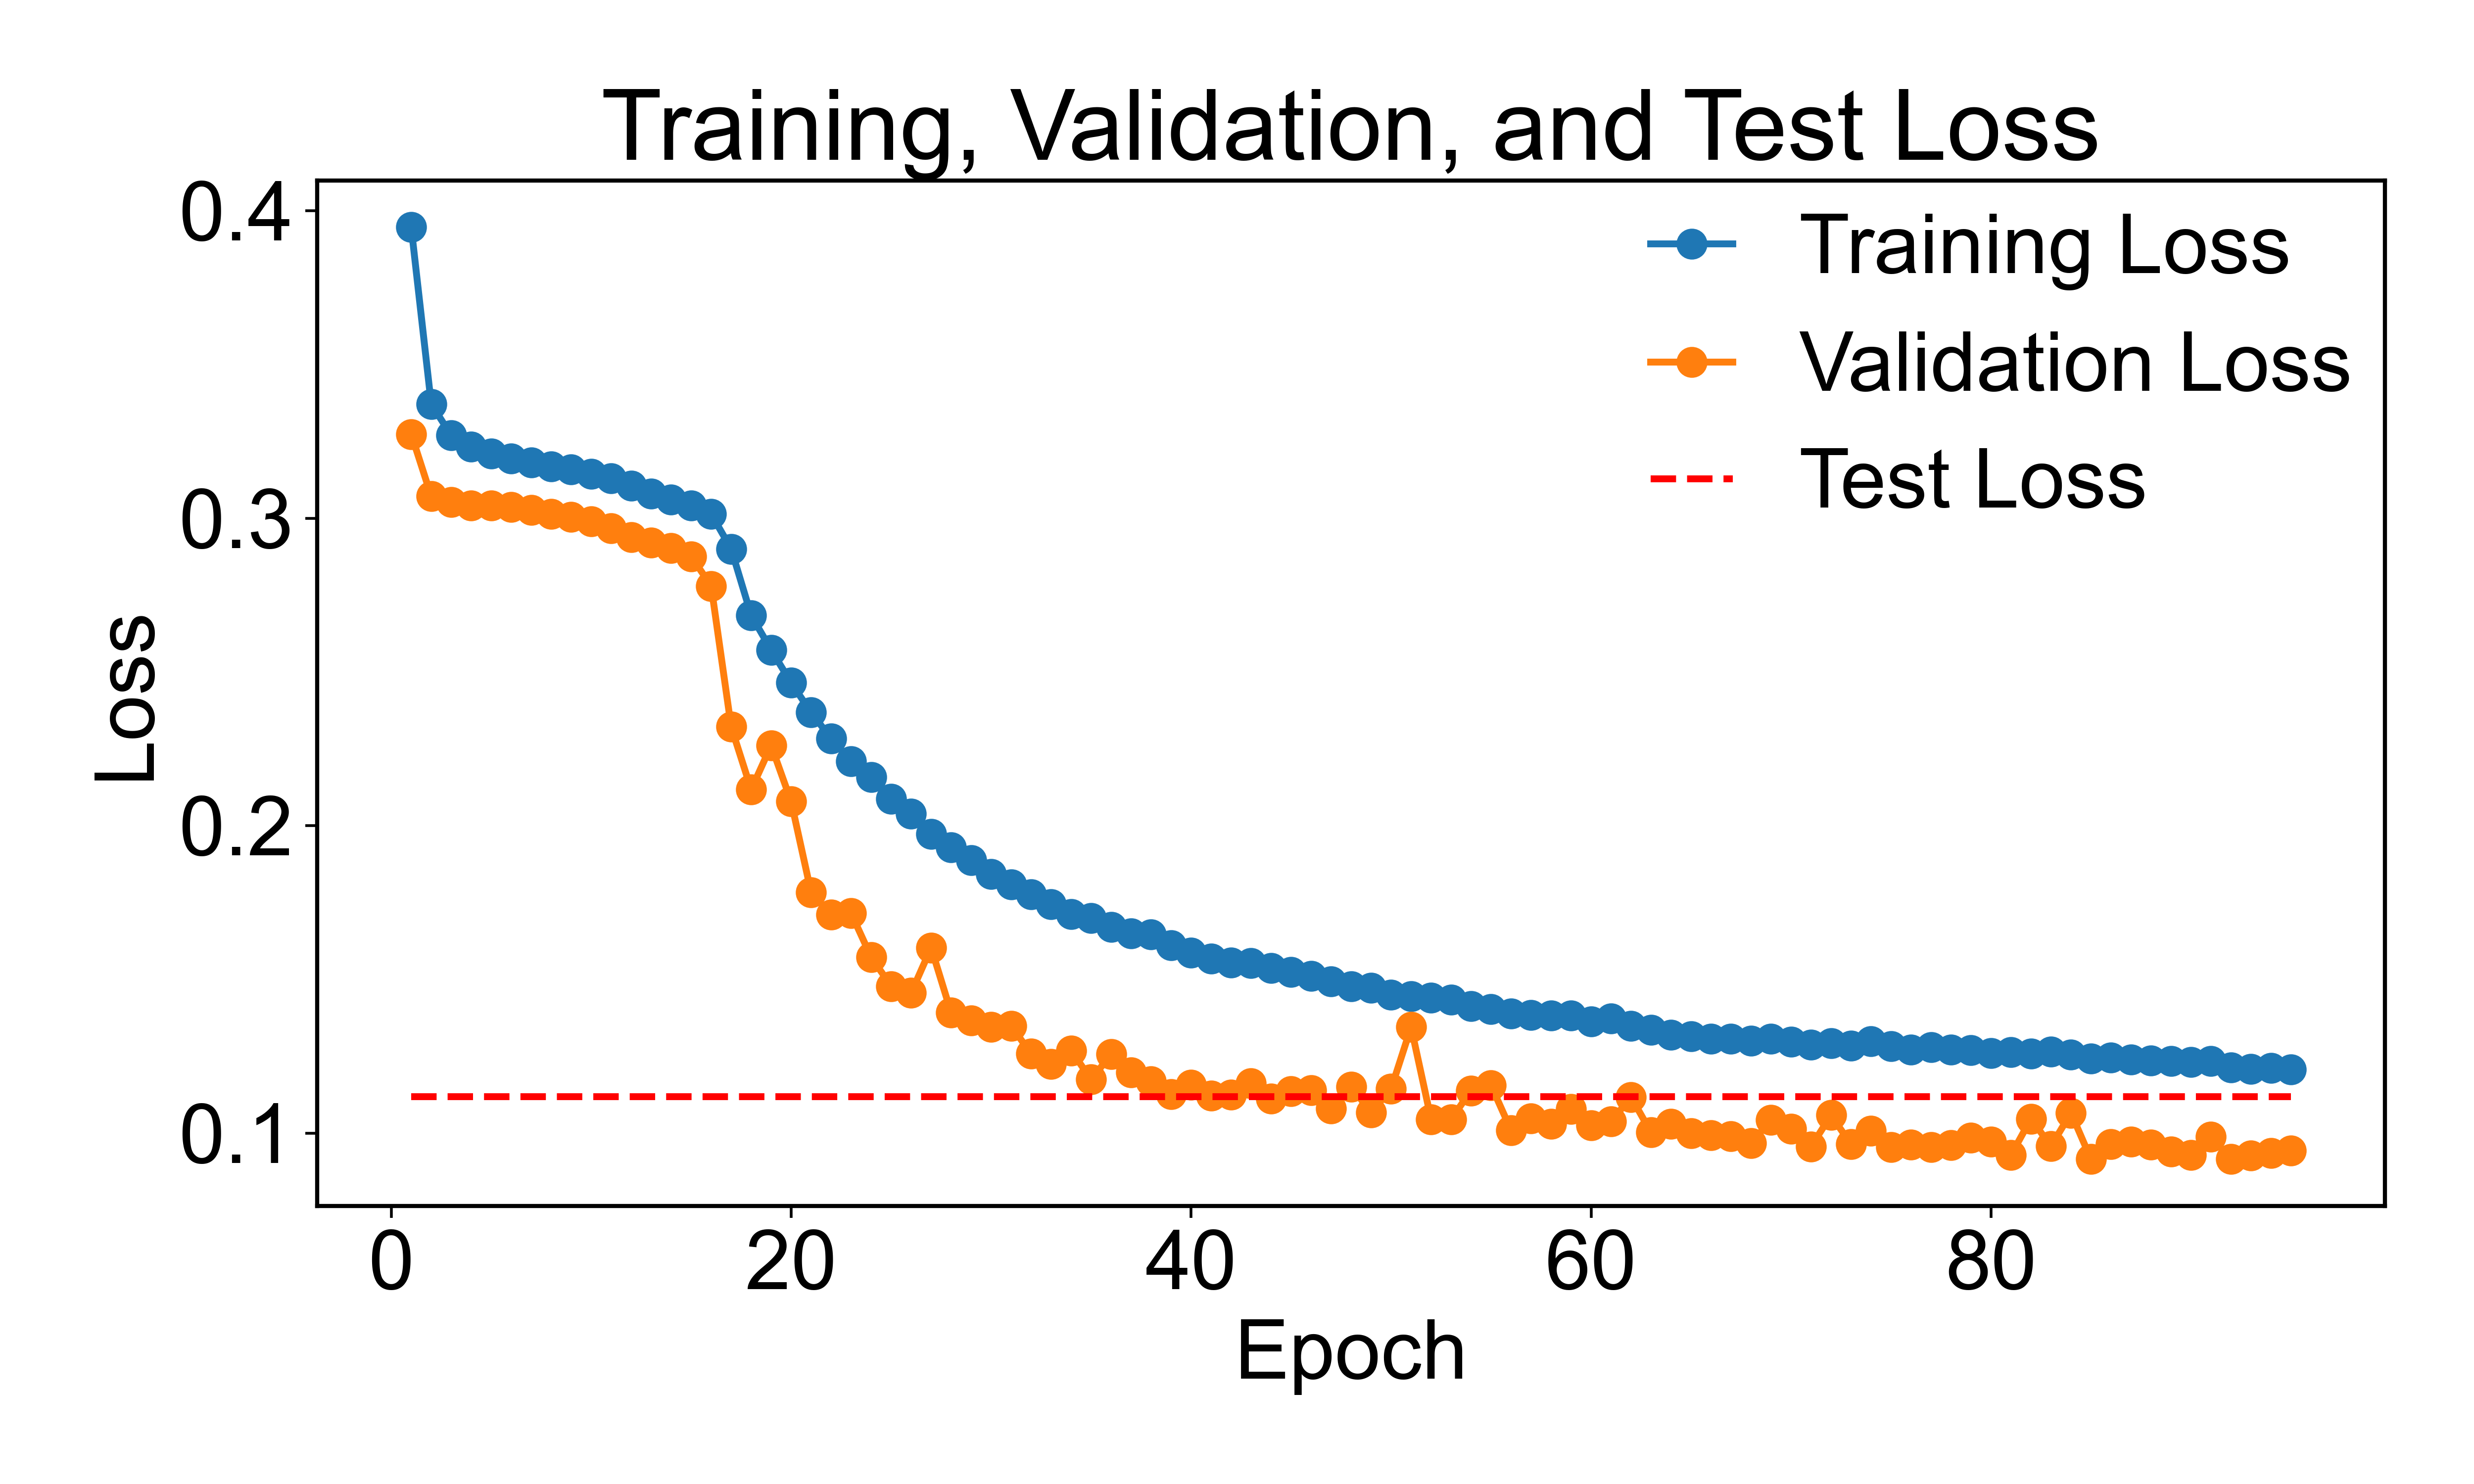 Training, Validation, and Test Loss
0.4
0.3
0.2
0.1
Loss
Training Loss
Validation Loss
Test Loss
0 20 40 60 80
Epoch